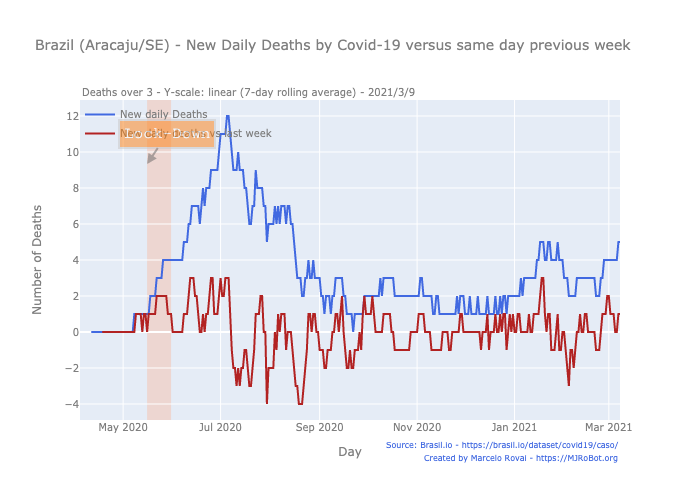 Brazil (Aracaju/SE) - New Daily Deaths by Covid-19 versus same day previous week
Deaths over 3 - Y-scale: linear (7-day rolling average) - 2021/3/9
New daily Deaths
New daily deaths vs last week
12
10
8
6
4
2
0
−2
−4
Number of Deaths
May 2020
Jul 2020
Sep 2020
Nov 2020
Jan 2021
Mar 2021
Day
Source: Brasil.io - https://brasil.io/dataset/covid19/caso/
Created by Marcelo Rovai - https://MJRoBot.org